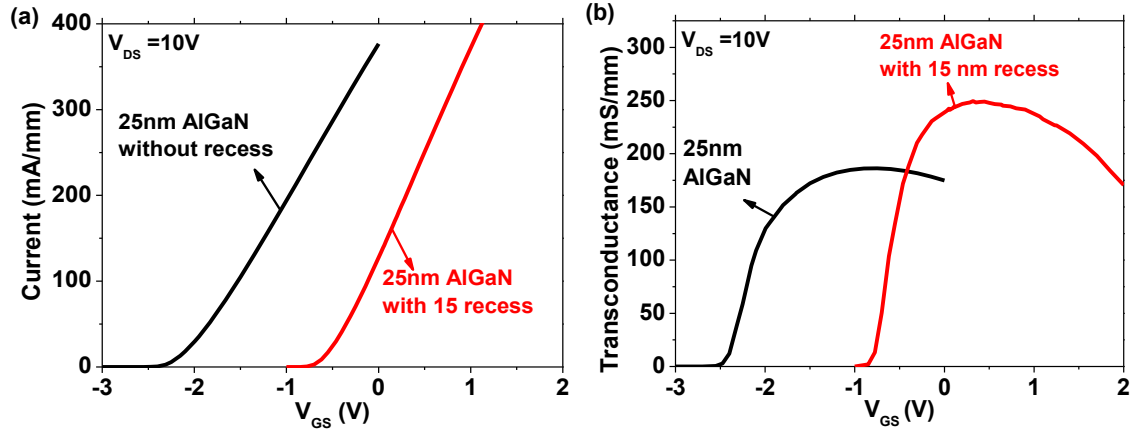 (a)
400
300
200
100
0
Current (mA/mm)
V_DS =10V
25nm AlGaN
without recess
25nm AlGaN
with 15 recess
-3 -2 -1 0 1 2
V_GS (V)
(b)
300
250
200
150
100
50
0
Transconductance (mS/mm)
V_DS =10V
25nm AlGaN
with 15 nm recess
25nm
AlGaN
-3 -2 -1 0 1 2
V_GS (V)